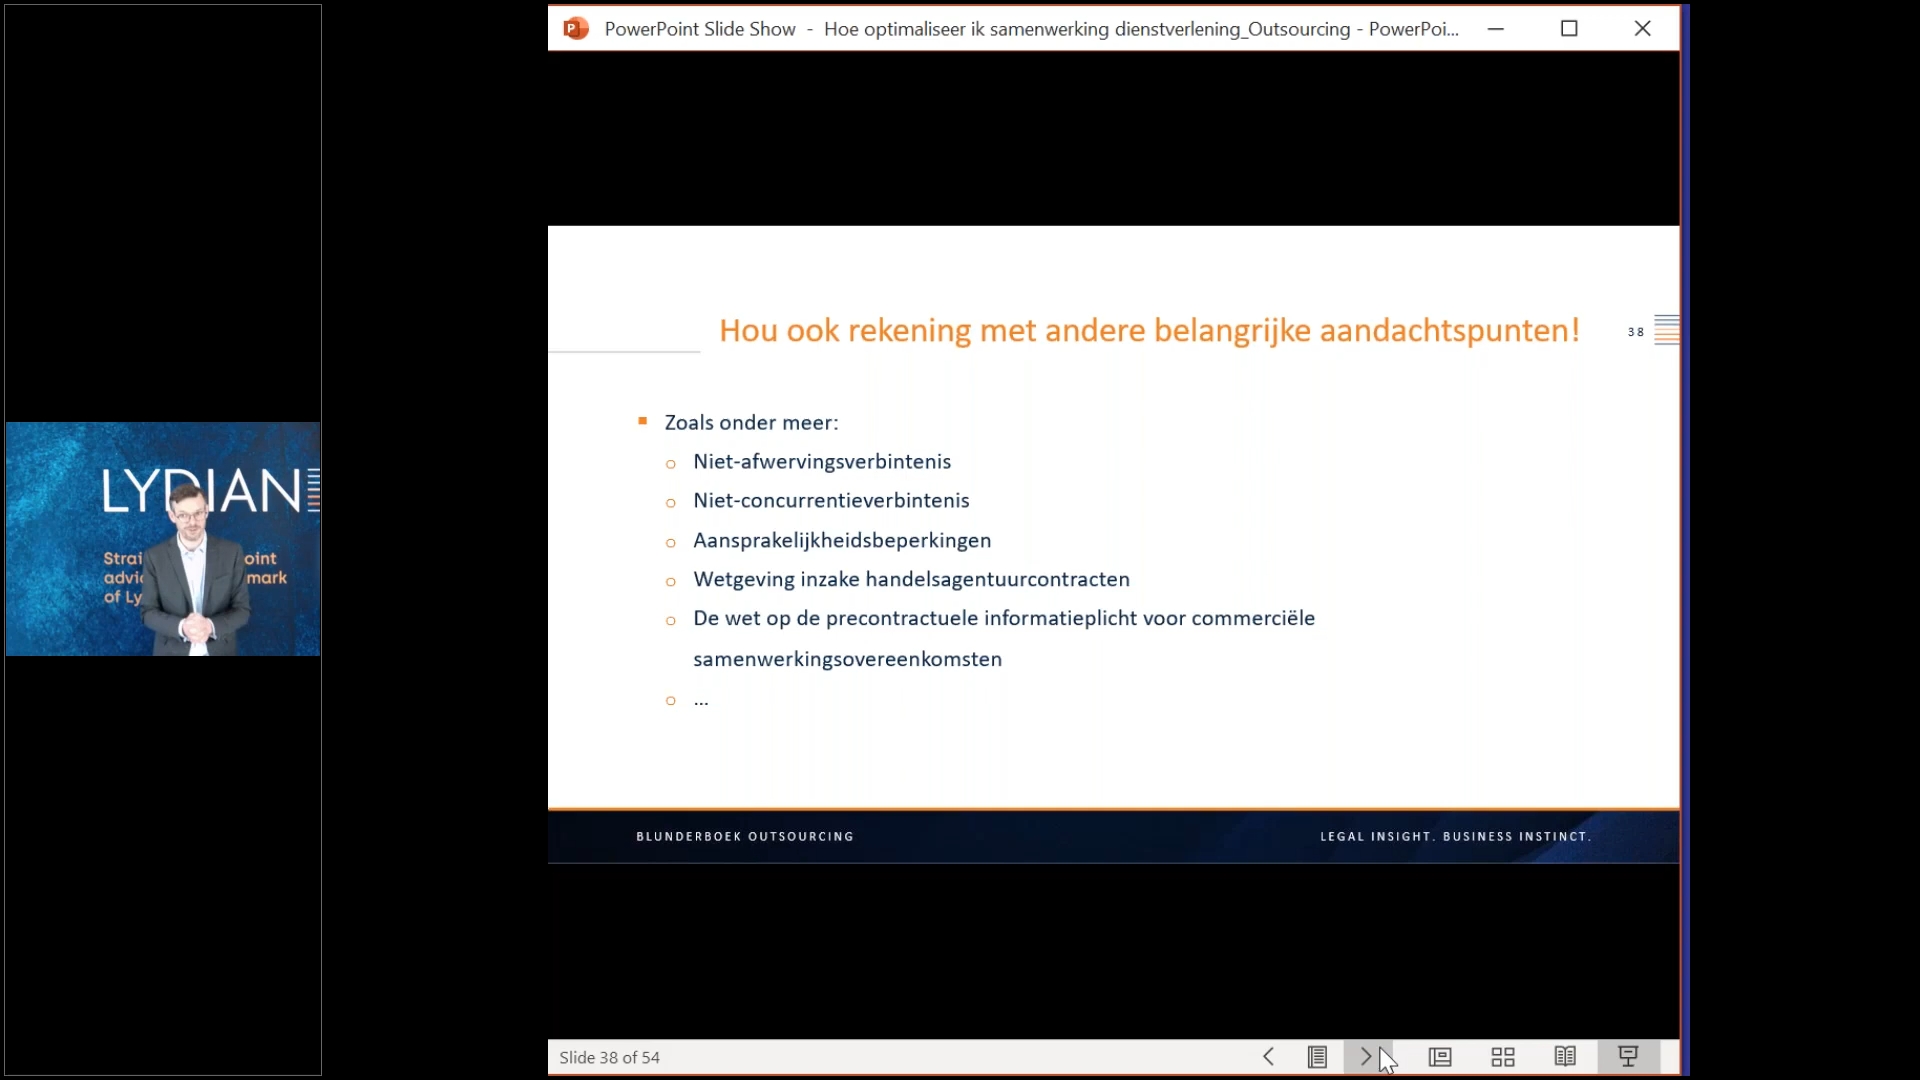 PowerPoint Slide Show - Hoe optimaliseer ik samenwerking dienstverlening_Outsourcing - PowerPoi...
LYDIAN
Strai oint
advi mark
of Ly
Hou ook rekening met andere belangrijke aandachtspunten!
38
Zoals onder meer:
Niet-afwervingsverbintenis
Niet-concurrentieverbintenis
Aansprakelijkheidsbeperkingen
Wetgeving inzake handelsagentuurcontracten
De wet op de precontractuele informatieplicht voor commerciële
samenwerkingsovereenkomsten
...
BLUNDERBOEK OUTSOURCING
LEGAL INSIGHT. BUSINESS INSTINCT.
Slide 38 of 54